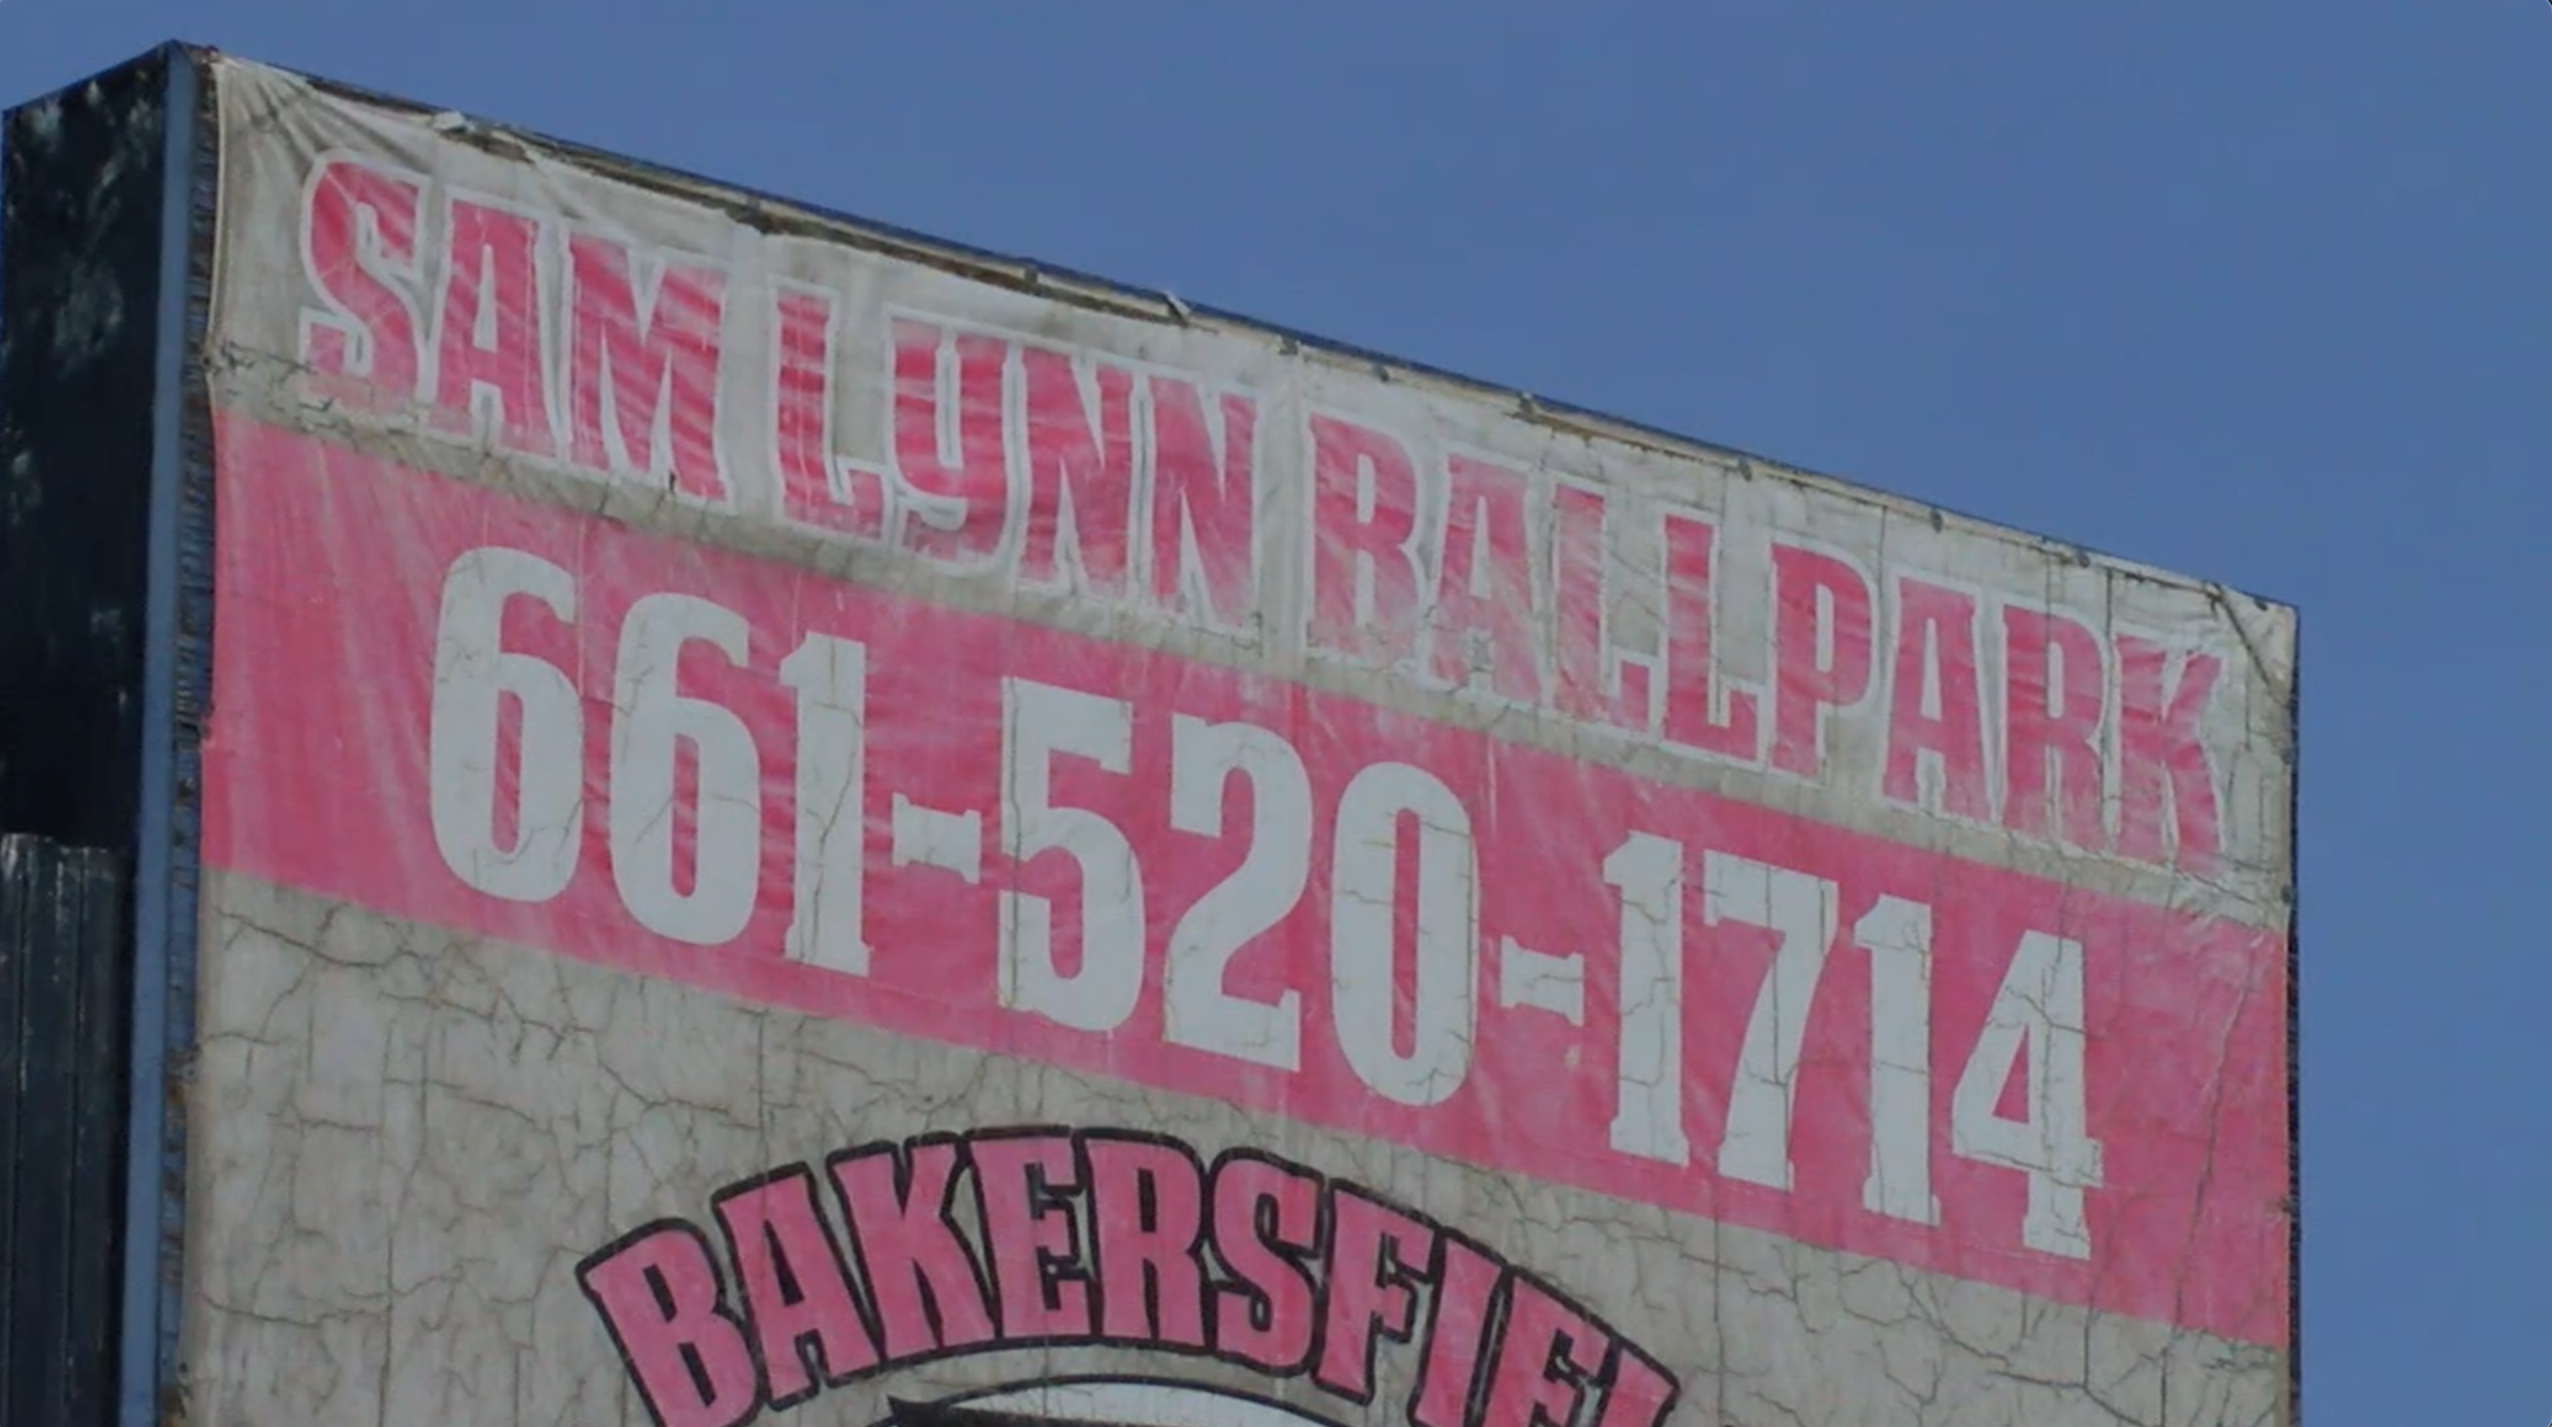 SAM LYNN BALLPARK
661-520-1714
BAKERSFIEL